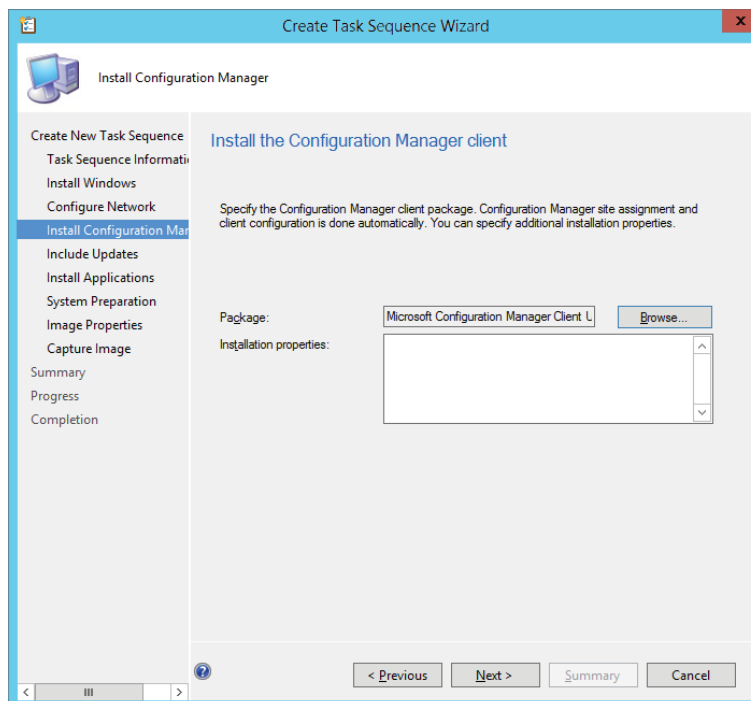 Create Task Sequence Wizard
x
Install Configuration Manager
Create New Task Sequence
Task Sequence Informati
Install Windows
Configure Network
Install Configuration Mar
Include Updates
Install Applications
System Preparation
Image Properties
Capture Image
Summary
Progress
Completion
Install the Configuration Manager client
Specify the Configuration Manager client package. Configuration Manager site assignment and
client configuration is done automatically. You can specify additional installation properties.
Package:
Microsoft Configuration Manager Client U
Browse...
Installation properties:
?
< Previous
Next >
Summary
Cancel